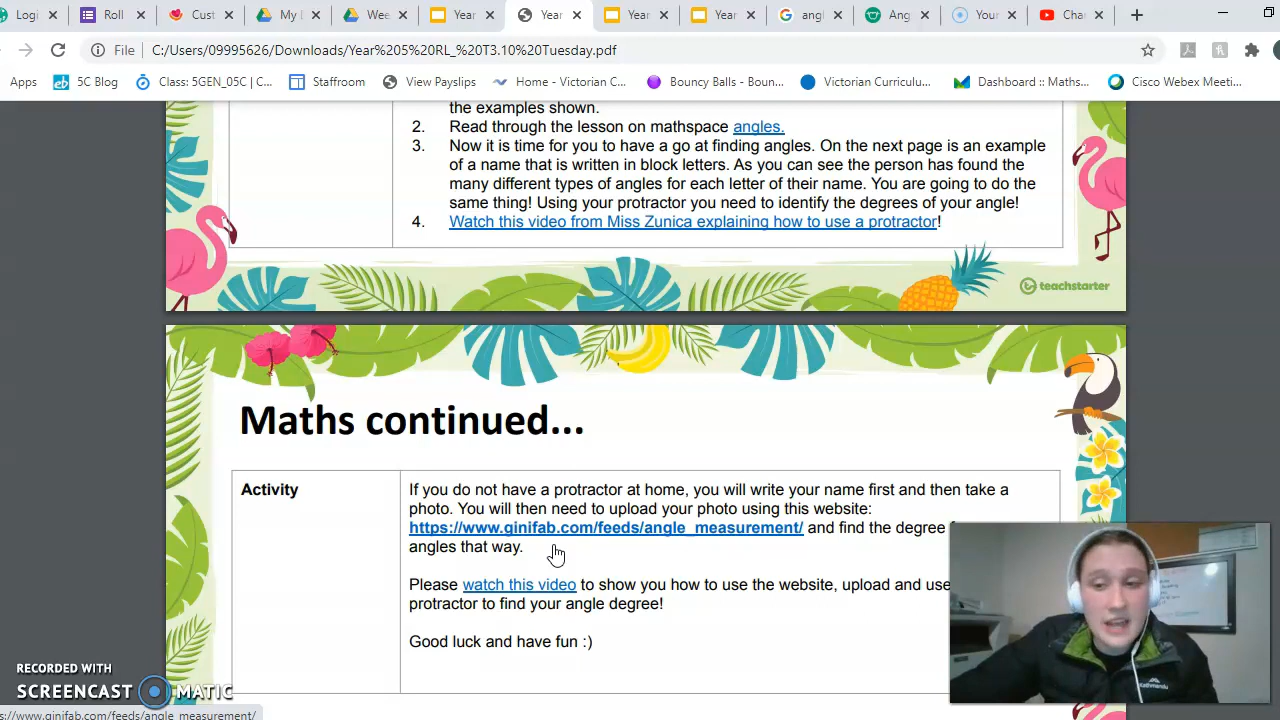 Logi
Roll
Cust
My I
Wee
Year
Year
Year
Year
angl
Ang
Your
Cha
File
C:/Users/09995626/Downloads/Year%205%20RL_%20T3.10%20Tuesday.pdf
Apps
5C Blog
Class: 5GEN_05C | C...
Staffroom
View Payslips
Home - Victorian C...
Bouncy Balls - Boun...
Victorian Curriculu...
Dashboard :: Maths...
Cisco Webex Meeti...
the examples shown.
2. Read through the lesson on mathspace angles.
3. Now it is time for you to have a go at finding angles. On the next page is an example
of a name that is written in block letters. As you can see the person has found the
many different types of angles for each letter of their name. You are going to do the
same thing! Using your protractor you need to identify the degrees of your angle!
4. Watch this video from Miss Zunica explaining how to use a protractor!
teachstarter
Maths continued...
Activity
If you do not have a protractor at home, you will write your name first and then take a
photo. You will then need to upload your photo using this website:
https://www.ginifab.com/feeds/angle_measurement/ and find the degree
angles that way.
Please watch this video to show you how to use the website, upload and use
protractor to find your angle degree!
Good luck and have fun :)
RECORDED WITH
SCREENCAST MATIC
s://www.ginifab.com/feeds/angle_measurement/